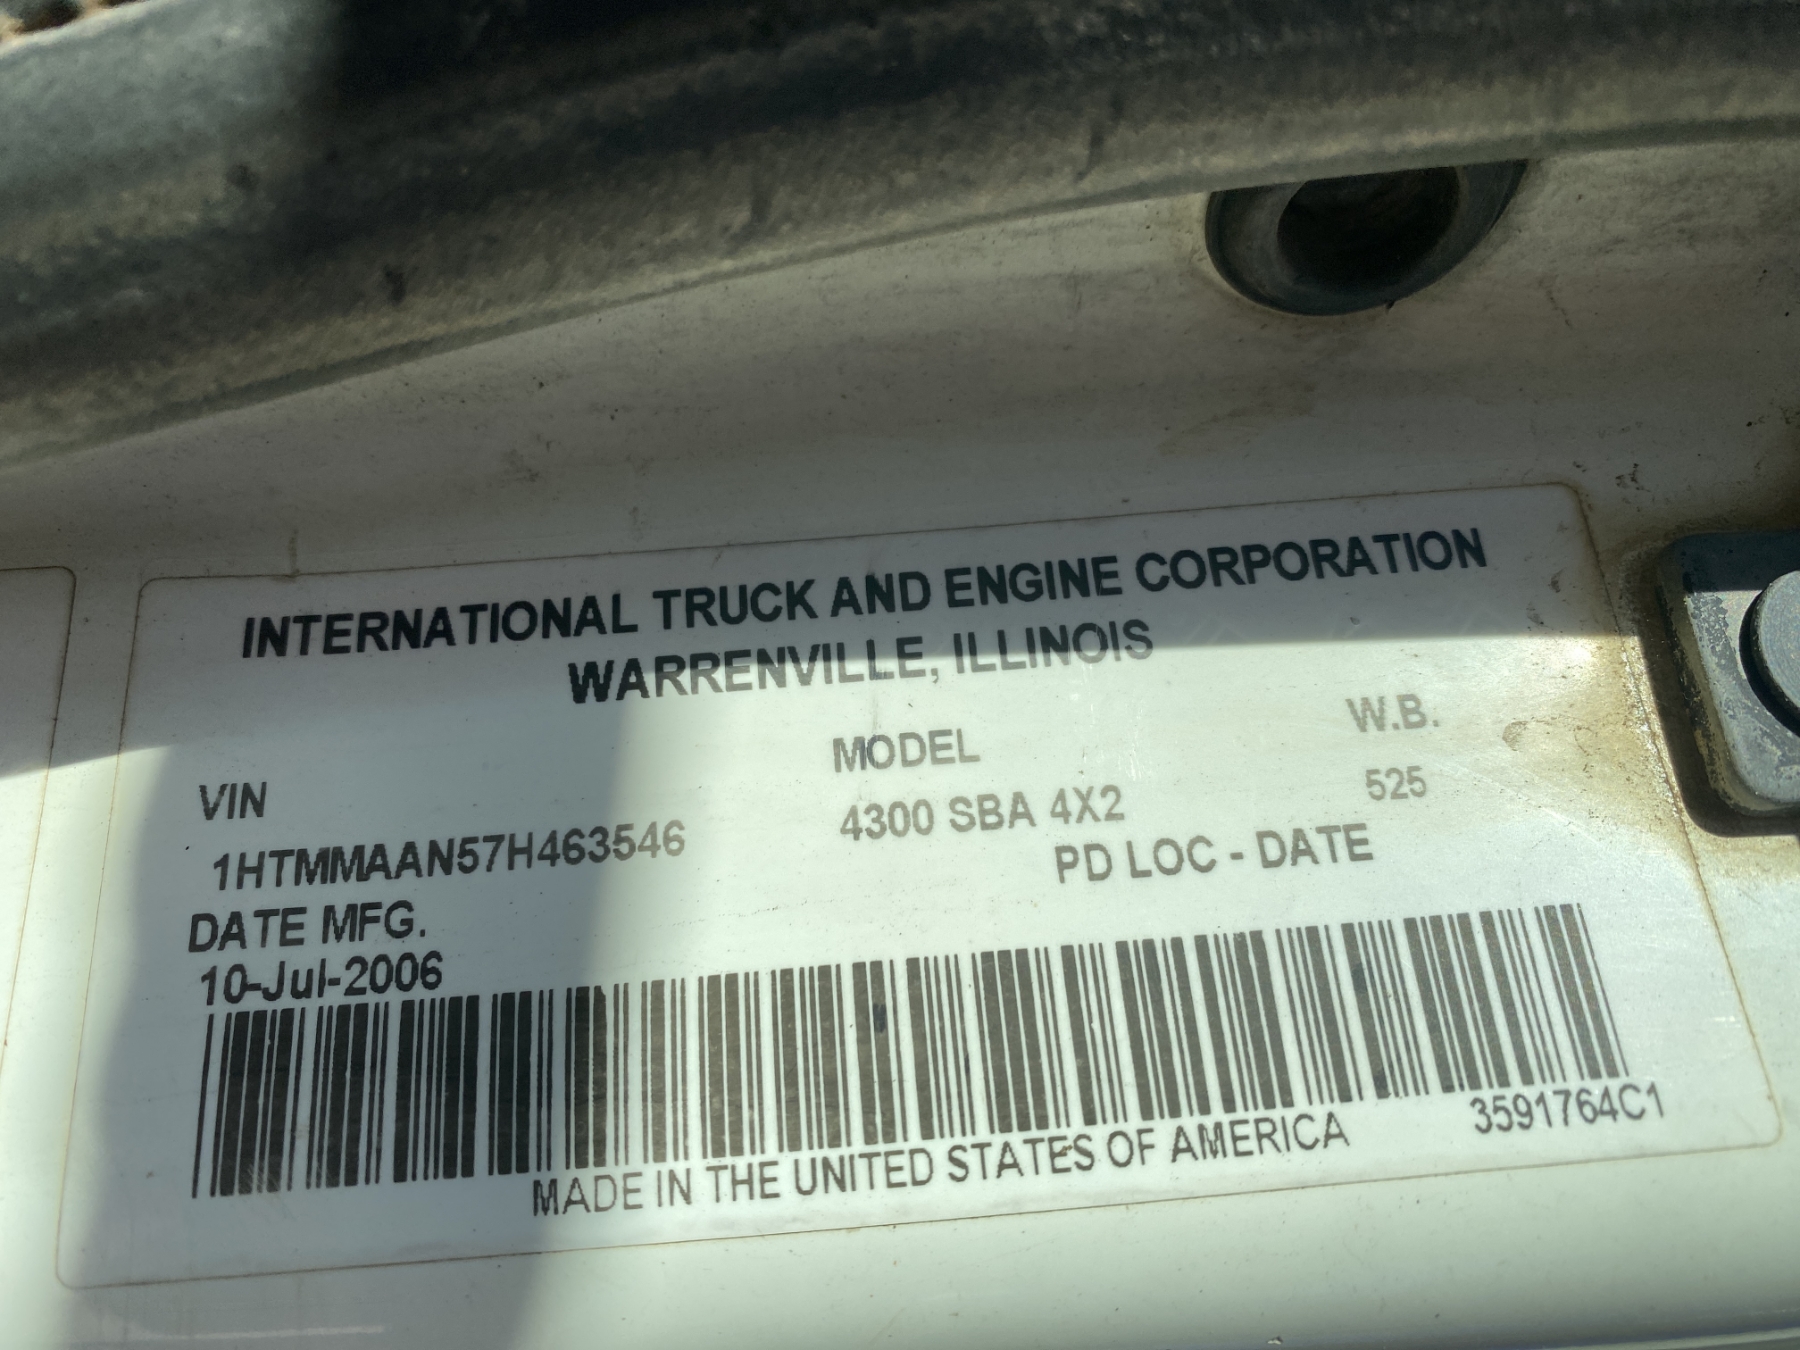 INTERNATIONAL TRUCK AND ENGINE CORPORATION
WARRENVILLE, ILLINOIS
VIN MODEL W.B.
1HTMMAAN57H463546 4300 SBA 4X2 525
DATE MFG. PD LOC - DATE
10-Jul-2006
MADE IN THE UNITED STATES OF AMERICA 3591764C1